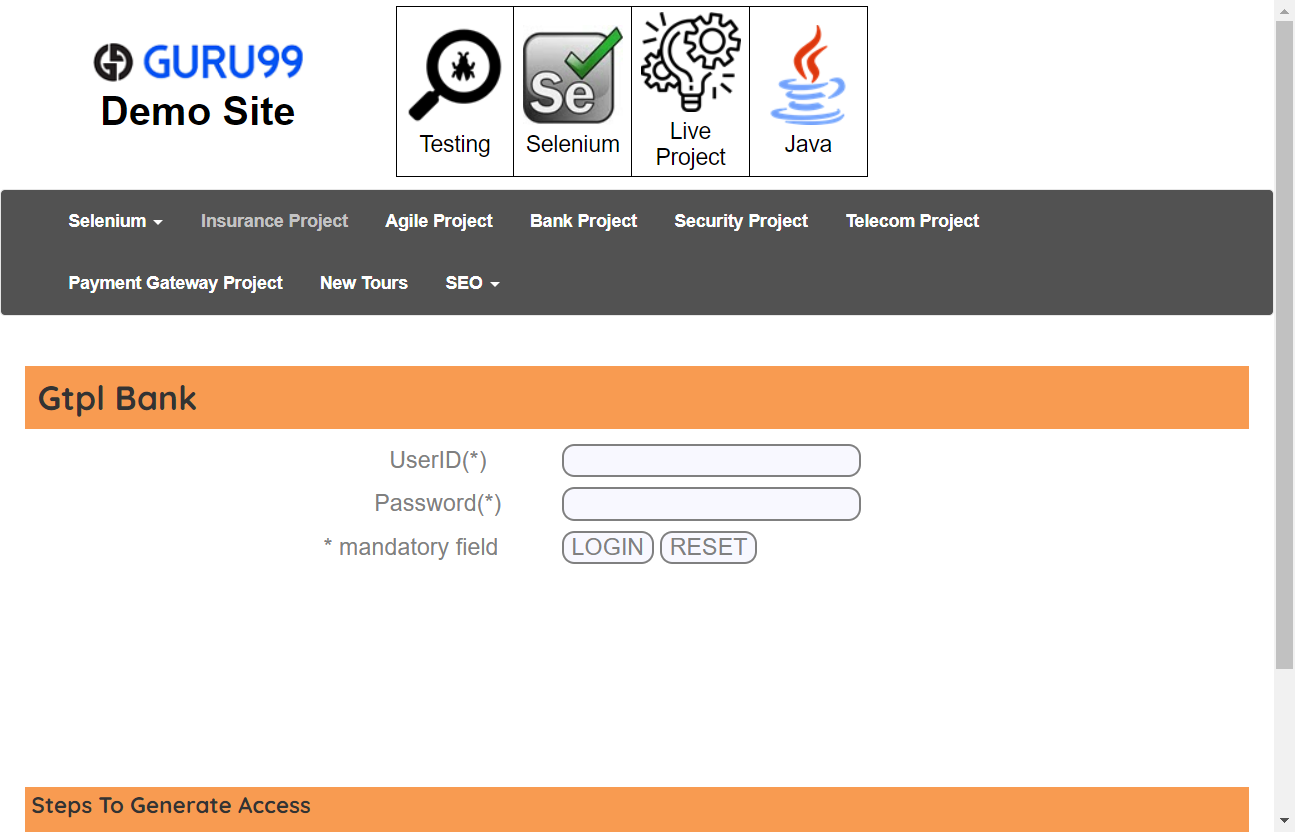 GURU99
Demo Site
Testing
Se
Selenium
Live
Project
Java
Selenium Insurance Project Agile Project Bank Project Security Project Telecom Project
Payment Gateway Project New Tours SEO
Gtpl Bank
UserID(*)
Password(*)
* mandatory field LOGIN RESET
Steps To Generate Access